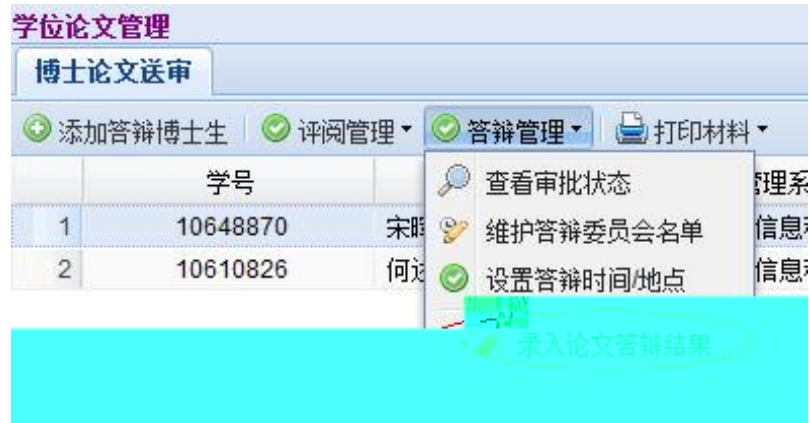 学位论文管理
博士论文送审
添加答辩博士生 评阅管理 答辩管理 打印材料
学号 查看审批状态 管理系
1 10648870 宋 维护答辩委员会名单 信息
2 10610826 何 设置答辩时间/地点 信息
录入论文答辩结果